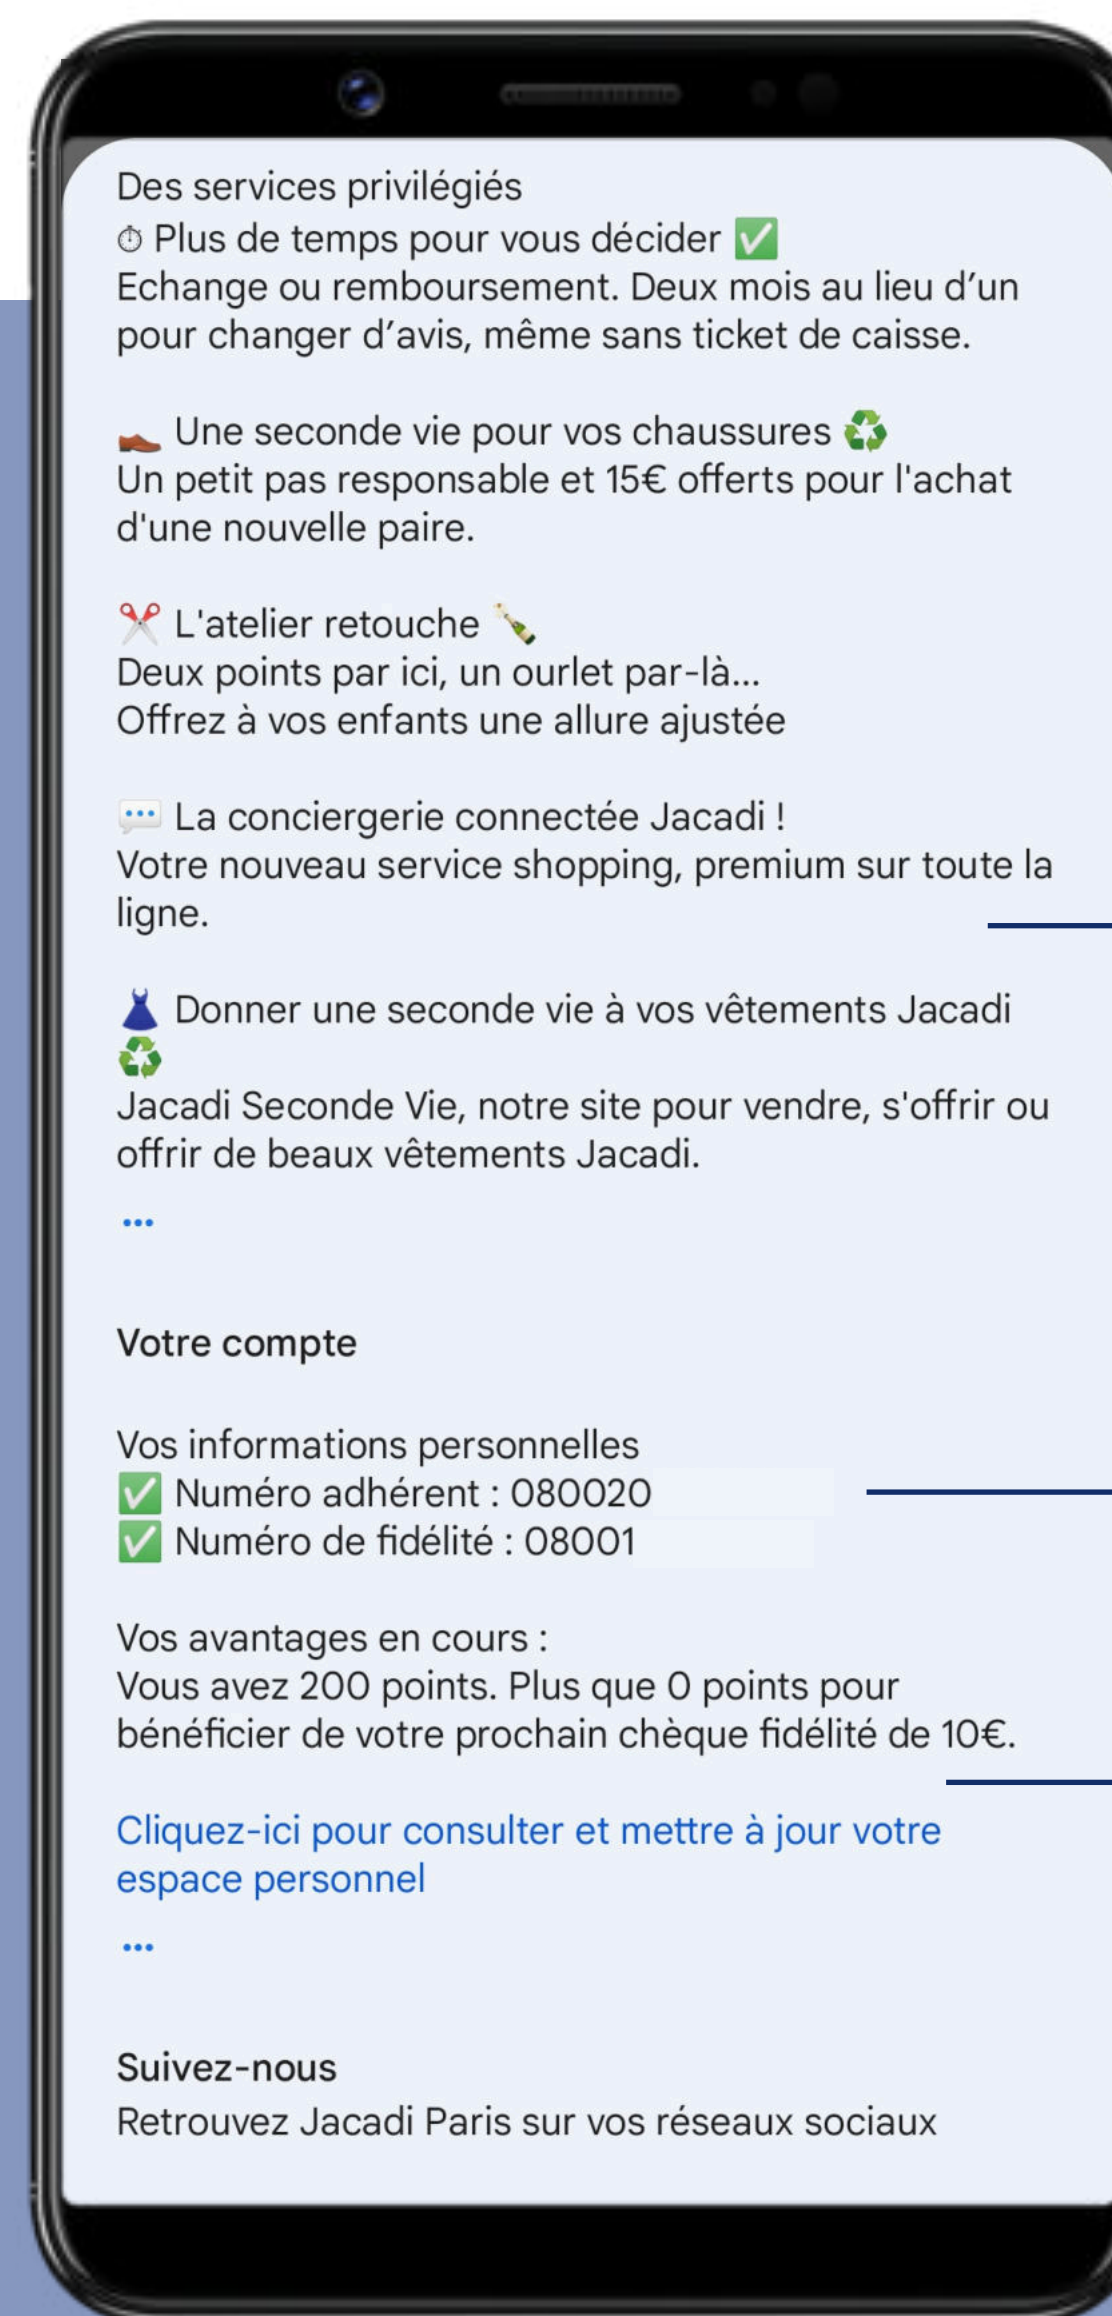 Des services privilégiés
⏱ Plus de temps pour vous décider ✅
Echange ou remboursement. Deux mois au lieu d’un
pour changer d’avis, même sans ticket de caisse.
👞 Une seconde vie pour vos chaussures ♻️
Un petit pas responsable et 15€ offerts pour l'achat
d'une nouvelle paire.
✂️ L'atelier retouche 🍾
Deux points par ici, un ourlet par-là...
Offrez à vos enfants une allure ajustée
💬 La conciergerie connectée Jacadi !
Votre nouveau service shopping, premium sur toute la
ligne.
👗 Donner une seconde vie à vos vêtements Jacadi
♻️
Jacadi Seconde Vie, notre site pour vendre, s'offrir ou
offrir de beaux vêtements Jacadi.
...
Votre compte
Vos informations personnelles
✅ Numéro adhérent : 080020
✅ Numéro de fidélité : 08001
Vos avantages en cours :
Vous avez 200 points. Plus que 0 points pour
bénéficier de votre prochain chèque fidélité de 10€.
Cliquez-ici pour consulter et mettre à jour votre
espace personnel
...
Suivez-nous
Retrouvez Jacadi Paris sur vos réseaux sociaux